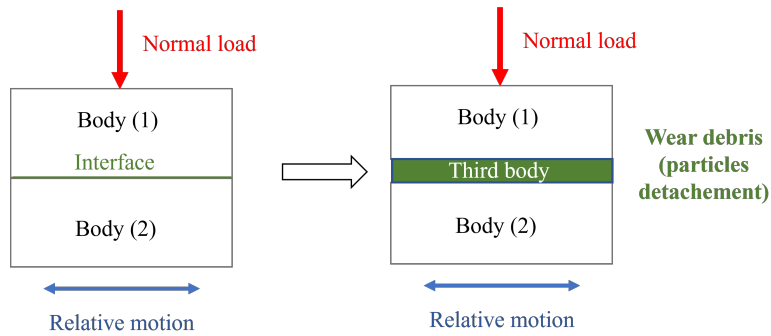 Normal load
Body (1)
Interface
Body (2)
Relative motion
Normal load
Body (1)
Third body
Body (2)
Relative motion
Wear debris
(particles
detachement)